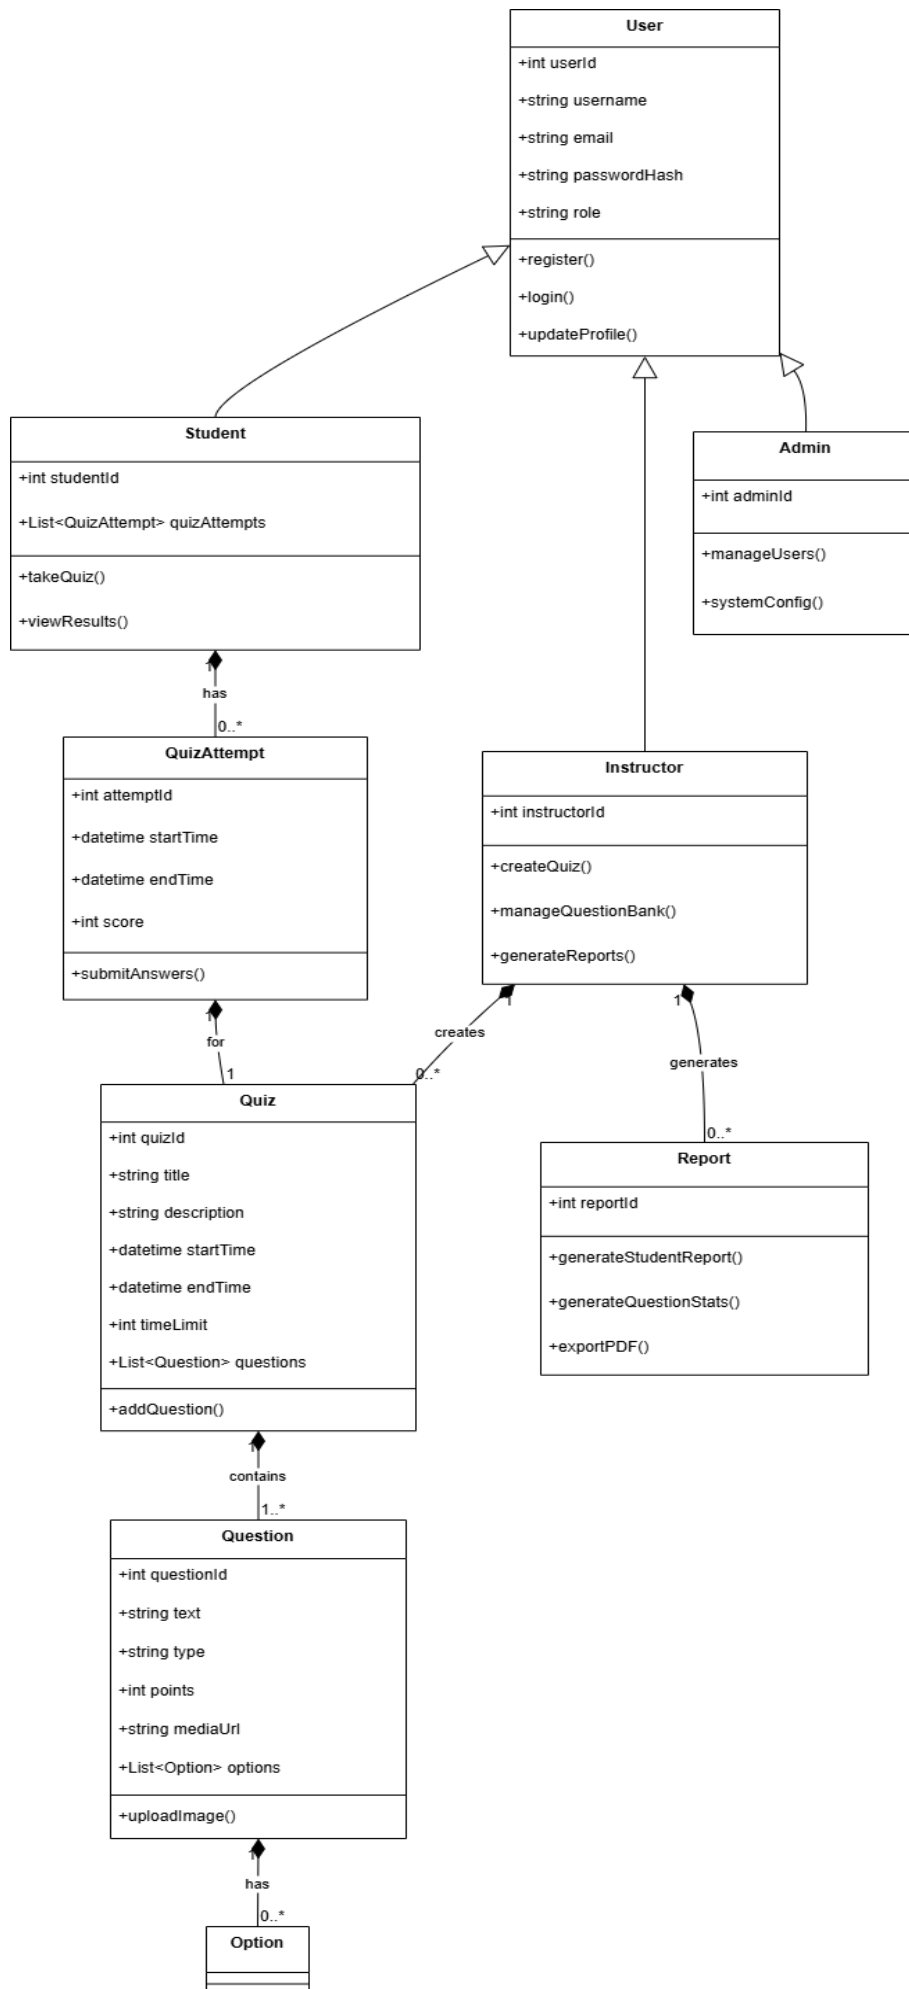 User
+int userId
+string username
+string email
+string passwordHash
+string role
+register()
+login()
+updateProfile()
Student
+int studentId
+List<QuizAttempt> quizAttempts
+takeQuiz()
+viewResults()
Admin
+int adminId
+manageUsers()
+systemConfig()
1
has
0..*
QuizAttempt
+int attemptId
+datetime startTime
+datetime endTime
+int score
+submitAnswers()
Instructor
+int instructorId
+createQuiz()
+manageQuestionBank()
+generateReports()
1
for
1
1
creates
0..*
1
generates
0..*
Quiz
+int quizId
+string title
+string description
+datetime startTime
+datetime endTime
+int timeLimit
+List<Question> questions
+addQuestion()
Report
+int reportId
+generateStudentReport()
+generateQuestionStats()
+exportPDF()
1
contains
1..*
Question
+int questionId
+string text
+string type
+int points
+string mediaUrl
+List<Option> options
+uploadImage()
1
has
0..*
Option